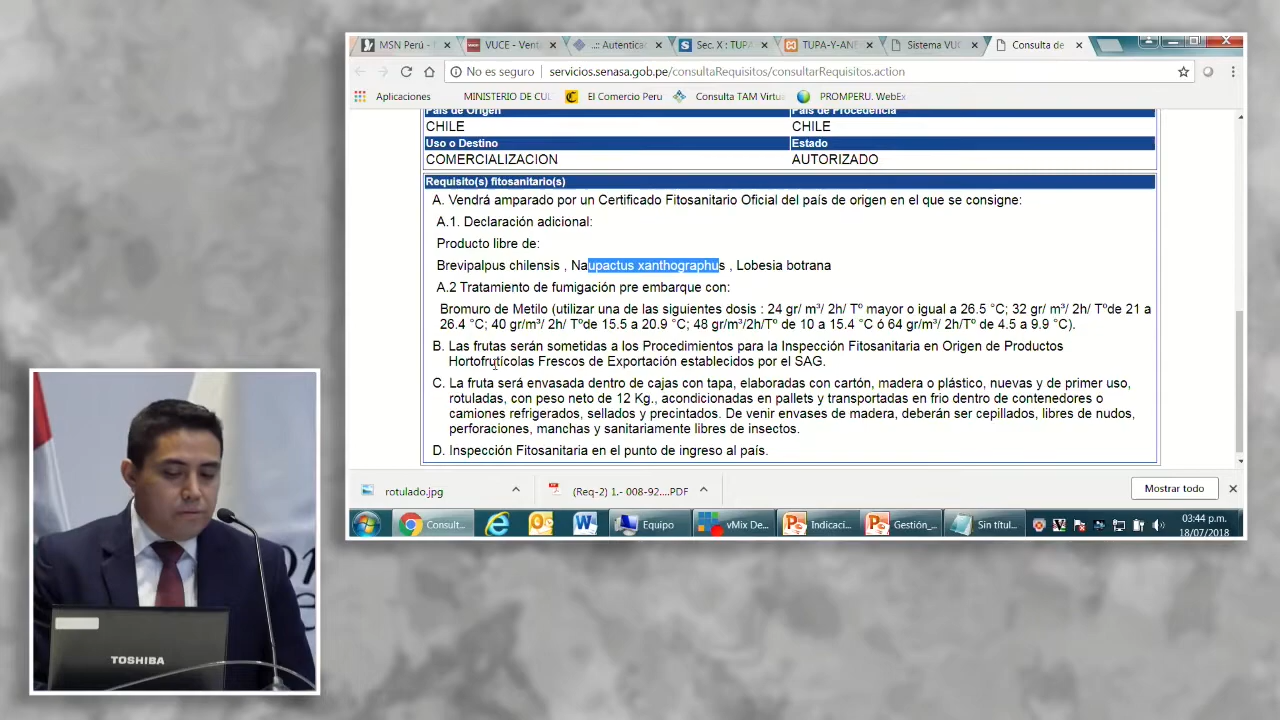 MSN Perú -
VUCE - Vent
..:: Autentica
Sec. X : TUPA
TUPA-Y-ANE
Sistema VUC
Consulta de
No es seguro
servicios.senasa.gob.pe/consultaRequisitos/consultarRequisitos.action
Aplicaciones
MINISTERIO DE CUL
El Comercio Peru
Consulta TAM Virtua
PROMPERU. WebEx
País de Origen
País de Procedencia
CHILE
CHILE
Uso o Destino
Estado
COMERCIALIZACION
AUTORIZADO
Requisito(s) fitosanitario(s)
A. Vendrá amparado por un Certificado Fitosanitario Oficial del país de origen en el que se consigne:
A.1. Declaración adicional:
Producto libre de:
Brevipalpus chilensis , Naupactus xanthographus , Lobesia botrana
A.2 Tratamiento de fumigación pre embarque con:
Bromuro de Metilo (utilizar una de las siguientes dosis : 24 gr/ m³/ 2h/ Tº mayor o igual a 26.5 °C; 32 gr/ m³/ 2h/ Tºde 21 a
26.4 °C; 40 gr/m³/ 2h/ Tºde 15.5 a 20.9 °C; 48 gr/m³/2h/Tº de 10 a 15.4 °C ó 64 gr/m³/ 2h/Tº de 4.5 a 9.9 °C).
B. Las frutas serán sometidas a los Procedimientos para la Inspección Fitosanitaria en Origen de Productos
Hortofrutícolas Frescos de Exportación establecidos por el SAG.
C. La fruta será envasada dentro de cajas con tapa, elaboradas con cartón, madera o plástico, nuevas y de primer uso,
rotuladas, con peso neto de 12 Kg., acondicionadas en pallets y transportadas en frio dentro de contenedores o
camiones refrigerados, sellados y precintados. De venir envases de madera, deberán ser cepillados, libres de nudos,
perforaciones, manchas y sanitariamente libres de insectos.
D. Inspección Fitosanitaria en el punto de ingreso al país.
rotulado.jpg
(Req-2) 1.- 008-92....PDF
Mostrar todo
Consult...
Equipo
vMix De...
Indicaci...
Gestión_...
Sin títul...
03:44 p.m.
18/07/2018
TOSHIBA